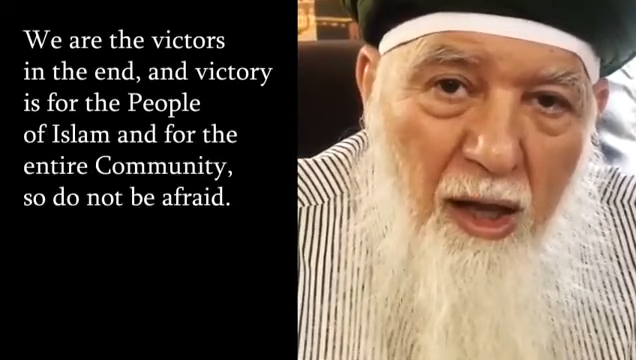 We are the victors
in the end, and victory
is for the People
of Islam and for the
entire Community,
so do not be afraid.